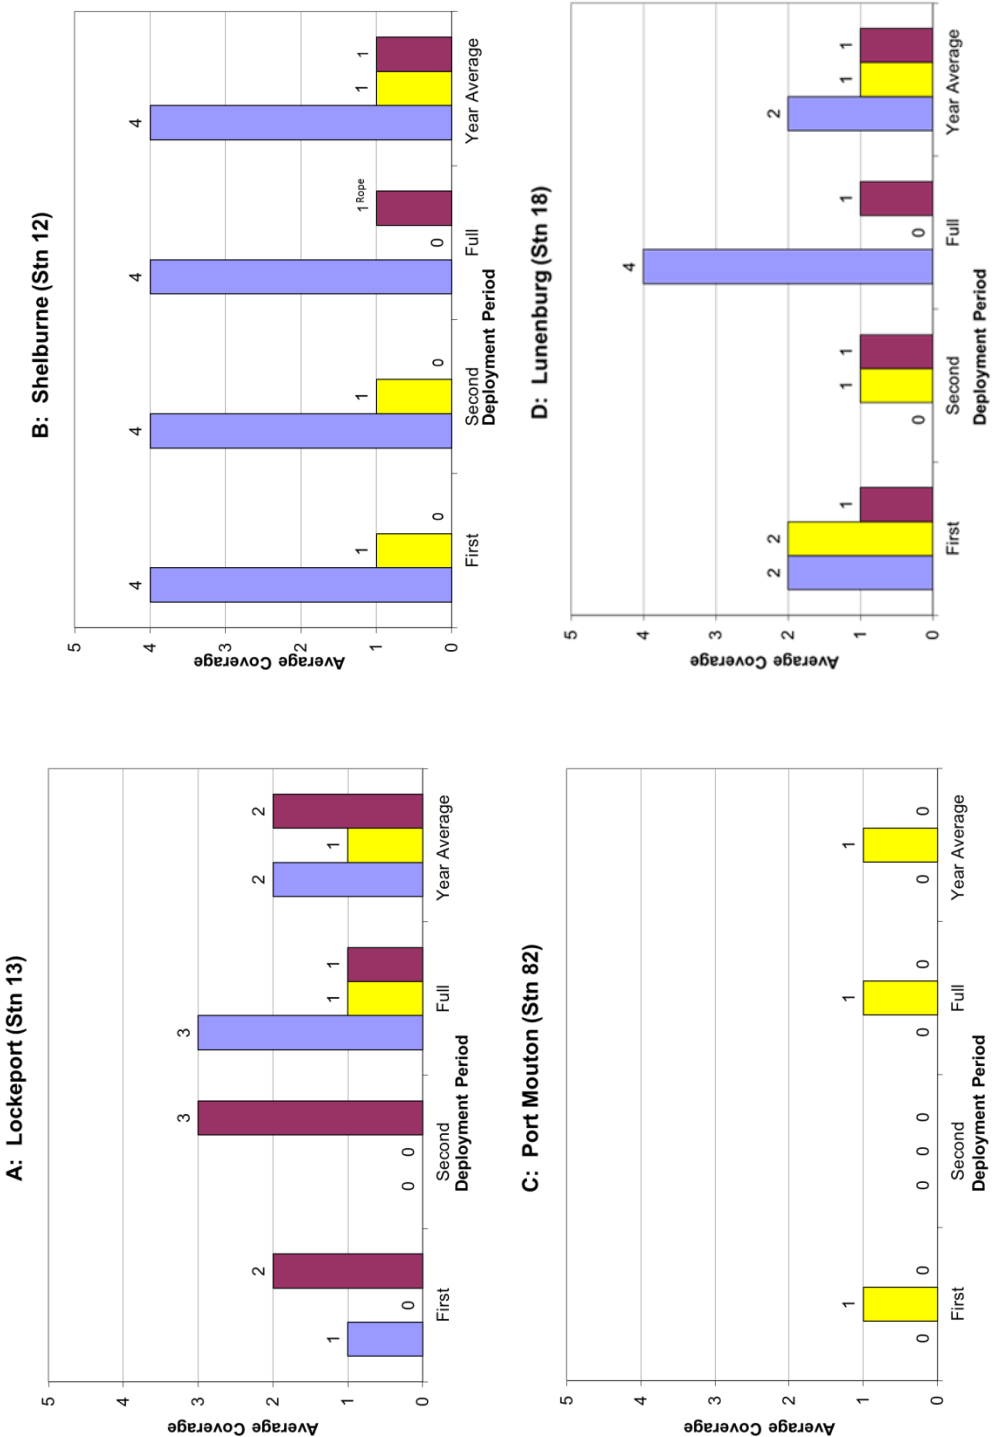 A: Lockeport (Stn 13)
5
4
3
2
1
0
Average Coverage
1
0
2
0
0
3
3
1
1
2
1
2
First
Second
Full
Year Average
Deployment Period
B: Shelburne (Stn 12)
5
4
3
2
1
0
Average Coverage
4
1
0
4
1
0
4
0
1 Rope
4
1
1
First
Second
Full
Year Average
Deployment Period
C: Port Mouton (Stn 82)
5
4
3
2
1
0
Average Coverage
0
1
0
0
0
0
0
1
0
0
1
0
First
Second
Full
Year Average
Deployment Period
D: Lunenburg (Stn 18)
5
4
3
2
1
0
Average Coverage
2
2
1
0
1
1
4
0
1
2
1
1
First
Second
Full
Year Average
Deployment Period